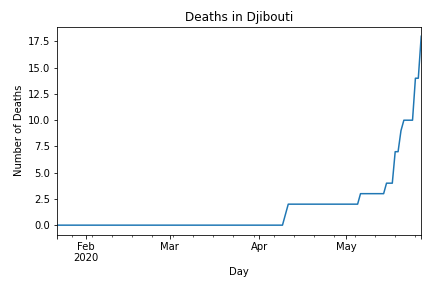 Deaths in Djibouti
Number of Deaths
17.5
15.0
12.5
10.0
7.5
5.0
2.5
0.0
Feb
2020
Mar
Apr
May
Day